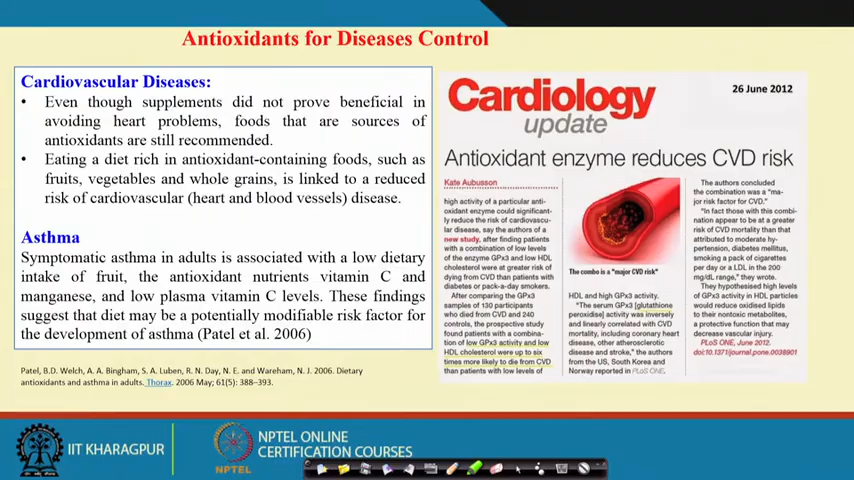 Antioxidants for Diseases Control
Cardiovascular Diseases:
• Even though supplements did not prove beneficial in
avoiding heart problems, foods that are sources of
antioxidants are still recommended.
• Eating a diet rich in antioxidant-containing foods, such as
fruits, vegetables and whole grains, is linked to a reduced
risk of cardiovascular (heart and blood vessels) disease.
Asthma
Symptomatic asthma in adults is associated with a low dietary
intake of fruit, the antioxidant nutrients vitamin C and
manganese, and low plasma vitamin C levels. These findings
suggest that diet may be a potentially modifiable risk factor for
the development of asthma (Patel et al. 2006)
Patel, B.D. Welch, A. A. Bingham, S. A. Luben, R. N. Day, N. E. and Wareham, N. J. 2006. Dietary
antioxidants and asthma in adults. Thorax. 2006 May; 61(5): 388–393.
Cardiology
update
26 June 2012
Antioxidant enzyme reduces CVD risk
Kate Aubusson
high activity of a particular anti-
oxidant enzyme could significant-
ly reduce the risk of cardiovascu-
lar disease, say the authors of a
new study, after finding patients
with a combination of low levels
of the enzyme GPx3 and low HDL
cholesterol were at greater risk of
dying from CVD than patients with
diabetes or pack-a-day smokers.
After comparing the GPx3
samples of 130 participants
who died from CVD and 240
controls, the prospective study
found patients with a combina-
tion of low GPx3 activity and low
HDL cholesterol were up to six
times more likely to die from CVD
than patients with low levels of
The combo is a "major CVD risk"
HDL and high GPx3 activity.
"The serum GPX3 [glutathione
peroxidise] activity was inversely
and linearly correlated with CVD
mortality, including coronary heart
disease, other atherosclerotic
disease and stroke," the authors
from the US, South Korea and
Norway reported in PLoS ONE.
The authors concluded
the combination was a "ma-
jor risk factor for CVD."
"In fact those with this combi-
nation appear to be at a greater
risk of CVD mortality than that
attributed to moderate hy-
pertension, diabetes mellitus,
smoking a pack of cigarettes
per day or a LDL in the 200
mg/dL range," they wrote.
They hypothesised high levels
of GPx3 activity in HDL particles
would reduce oxidised lipids
to their nontoxic metabolites,
a protective function that may
decrease vascular injury.
PLoS ONE, June 2012.
doi:10.1371/journal.pone.0038901
IIT KHARAGPUR
NPTEL
NPTEL ONLINE
CERTIFICATION COURSES